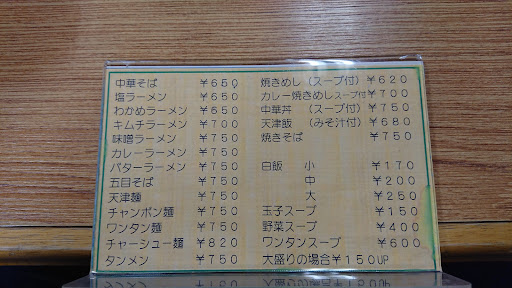 中華そば ￥650
塩ラーメン ￥650
わかめラーメン ￥650
キムチラーメン ￥700
味噌ラーメン ￥750
カレーラーメン ￥750
バターラーメン ￥750
五目そば ￥750
天津麺 ￥750
チャンポン麺 ￥750
ワンタン麺 ￥750
チャーシュー麺 ￥820
タンメン ￥750
焼きめし（スープ付）￥620
カレー焼きめしスープ付￥700
中華丼 （スープ付）￥750
天津飯 （みそ汁付）￥680
焼きそば ￥750
白飯 小 ￥170
中 ￥200
大 ￥250
玉子スープ ￥150
野菜スープ ￥400
ワンタンスープ ￥600
大盛りの場合￥150UP